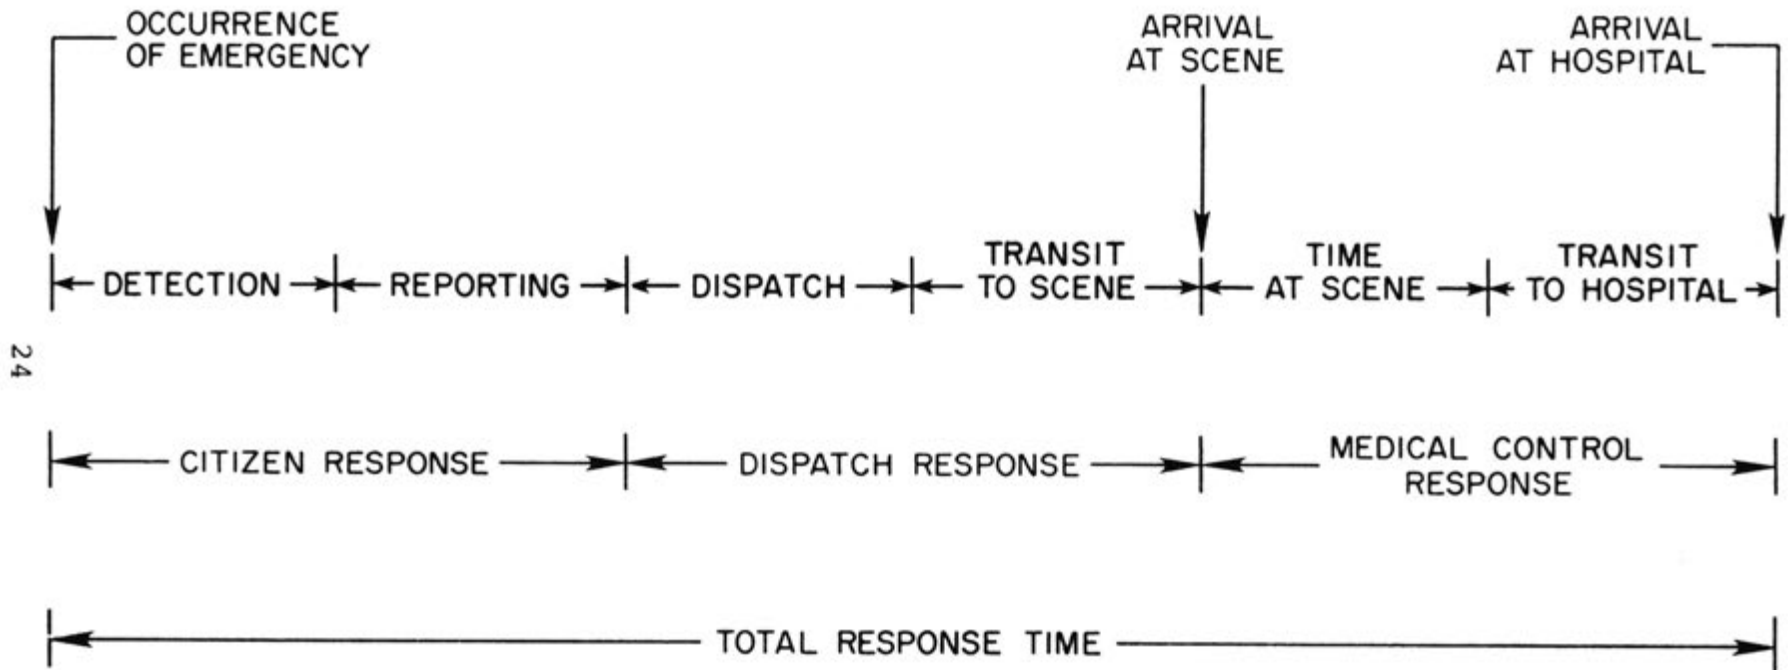 OCCURRENCE
OF EMERGENCY
ARRIVAL
AT SCENE
ARRIVAL
AT HOSPITAL
DETECTION
REPORTING
DISPATCH
TRANSIT
TO SCENE
TIME
AT SCENE
TRANSIT
TO HOSPITAL
24
CITIZEN RESPONSE
DISPATCH RESPONSE
MEDICAL CONTROL
RESPONSE
TOTAL RESPONSE TIME